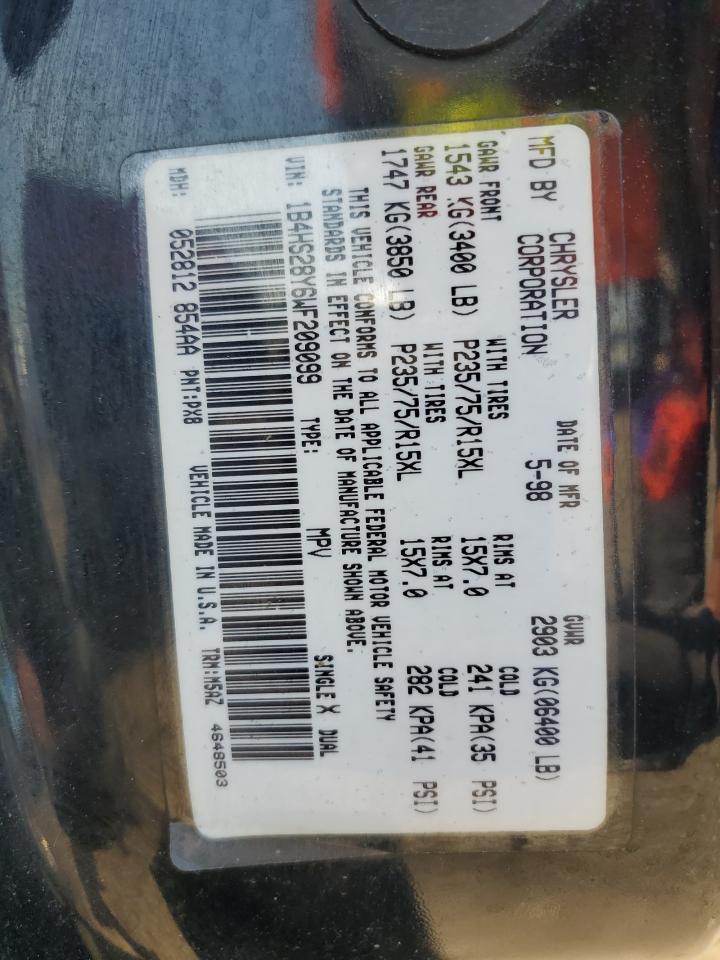 MFD BY CHRYSLER CORPORATION DATE OF MFR 5-98 GVWR 2903 KG(06400 LB)
GAWR FRONT WITH TIRES RIMS AT COLD
1543 KG(3400 LB) P235/75/R15XL 15X7.0 241 KPA(35 PSI)
GAWR REAR WITH TIRES RIMS AT COLD
1747 KG(3850 LB) P235/75/R15XL 15X7.0 282 KPA(41 PSI)
THIS VEHICLE CONFORMS TO ALL APPLICABLE FEDERAL MOTOR VEHICLE SAFETY
STANDARDS IN EFFECT ON THE DATE OF MANUFACTURE SHOWN ABOVE.
VIN: 1B4HS28Y6WF209099 TYPE: MPV SINGLE X DUAL
MDH: 052812 854AA PNT:PXB VEHICLE MADE IN U.S.A. TRM:M5AZ 4648503